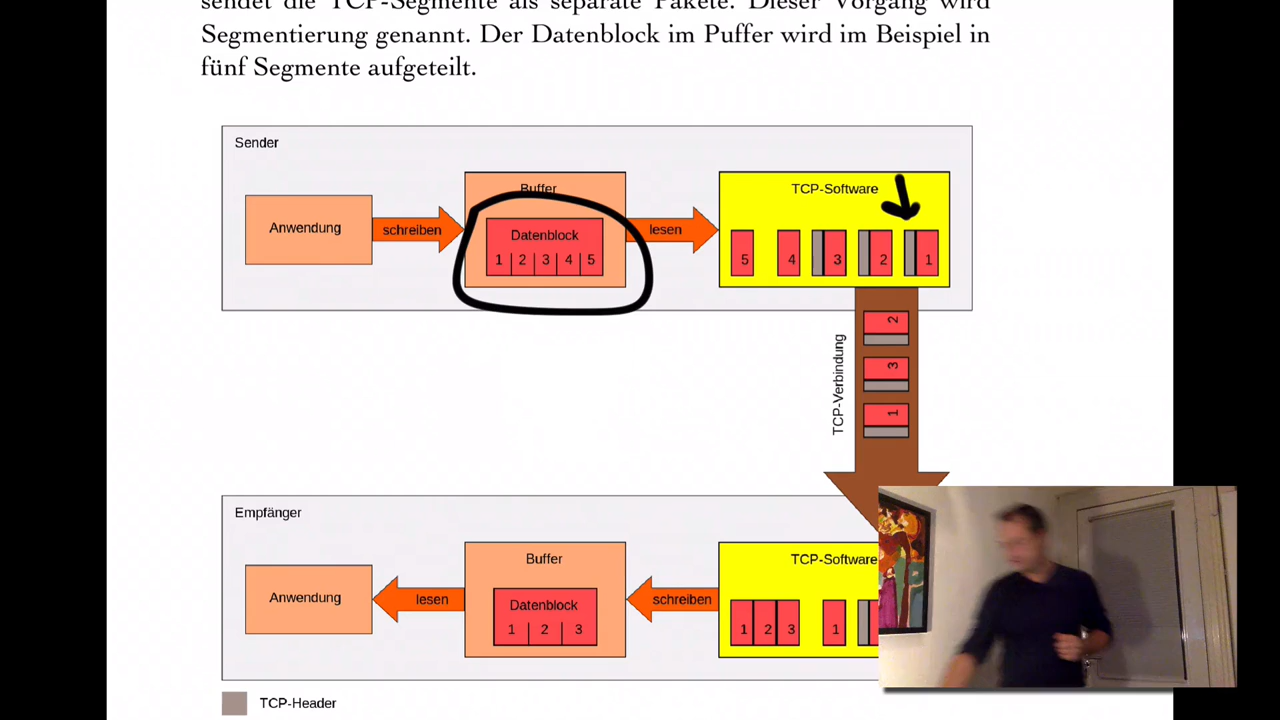 sendet die TCP-Segmente als separate Pakete. Dieser Vorgang wird
Segmentierung genannt. Der Datenblock im Puffer wird im Beispiel in
fünf Segmente aufgeteilt.
Sender
Anwendung
schreiben
Buffer
Datenblock
1 2 3 4 5
lesen
TCP-Software
5 4 3 2 1
TCP-Verbindung
2
3
1
Empfänger
Anwendung
lesen
Buffer
Datenblock
1 2 3
schreiben
TCP-Software
1 2 3 1
TCP-Header